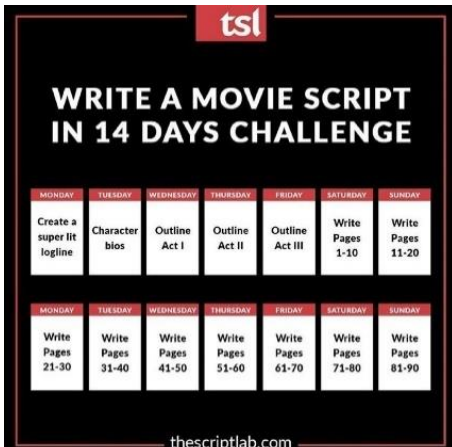 tsl
WRITE A MOVIE SCRIPT
IN 14 DAYS CHALLENGE
MONDAY TUESDAY WEDNESDAY THURSDAY FRIDAY SATURDAY SUNDAY
Create a super lit logline Character bios Outline Act I Outline Act II Outline Act III Write Pages 1-10 Write Pages 11-20
MONDAY TUESDAY WEDNESDAY THURSDAY FRIDAY SATURDAY SUNDAY
Write Pages 21-30 Write Pages 31-40 Write Pages 41-50 Write Pages 51-60 Write Pages 61-70 Write Pages 71-80 Write Pages 81-90
thescriptlab.com